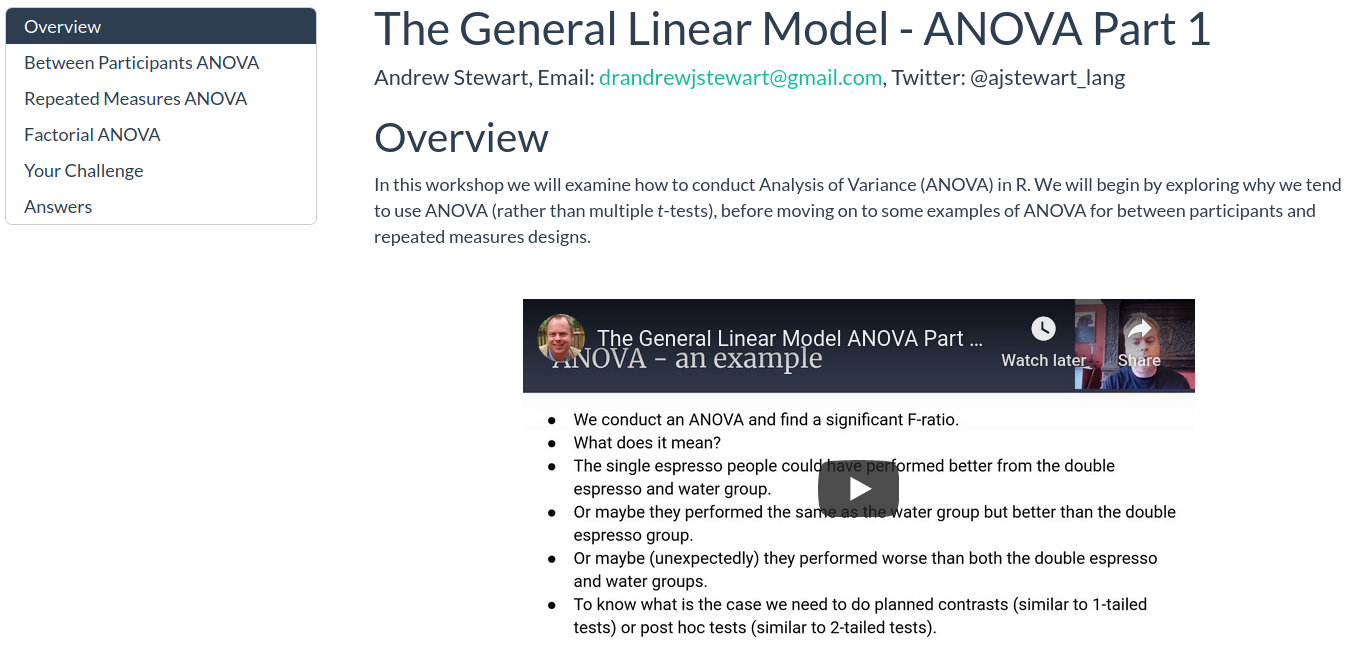 Overview
Between Participants ANOVA
Repeated Measures ANOVA
Factorial ANOVA
Your Challenge
Answers
The General Linear Model - ANOVA Part 1
Andrew Stewart, Email: drandrewjstewart@gmail.com, Twitter: @ajstewart_lang
Overview
In this workshop we will examine how to conduct Analysis of Variance (ANOVA) in R. We will begin by exploring why we tend
to use ANOVA (rather than multiple t-tests), before moving on to some examples of ANOVA for between participants and
repeated measures designs.
The General Linear Model ANOVA Part ...
ANOVA - an example
Watch later
Share
● We conduct an ANOVA and find a significant F-ratio.
● What does it mean?
● The single espresso people could have performed better from the double
espresso and water group.
● Or maybe they performed the same as the water group but better than the double
espresso group.
● Or maybe (unexpectedly) they performed worse than both the double espresso
and water groups.
● To know what is the case we need to do planned contrasts (similar to 1-tailed
tests) or post hoc tests (similar to 2-tailed tests).